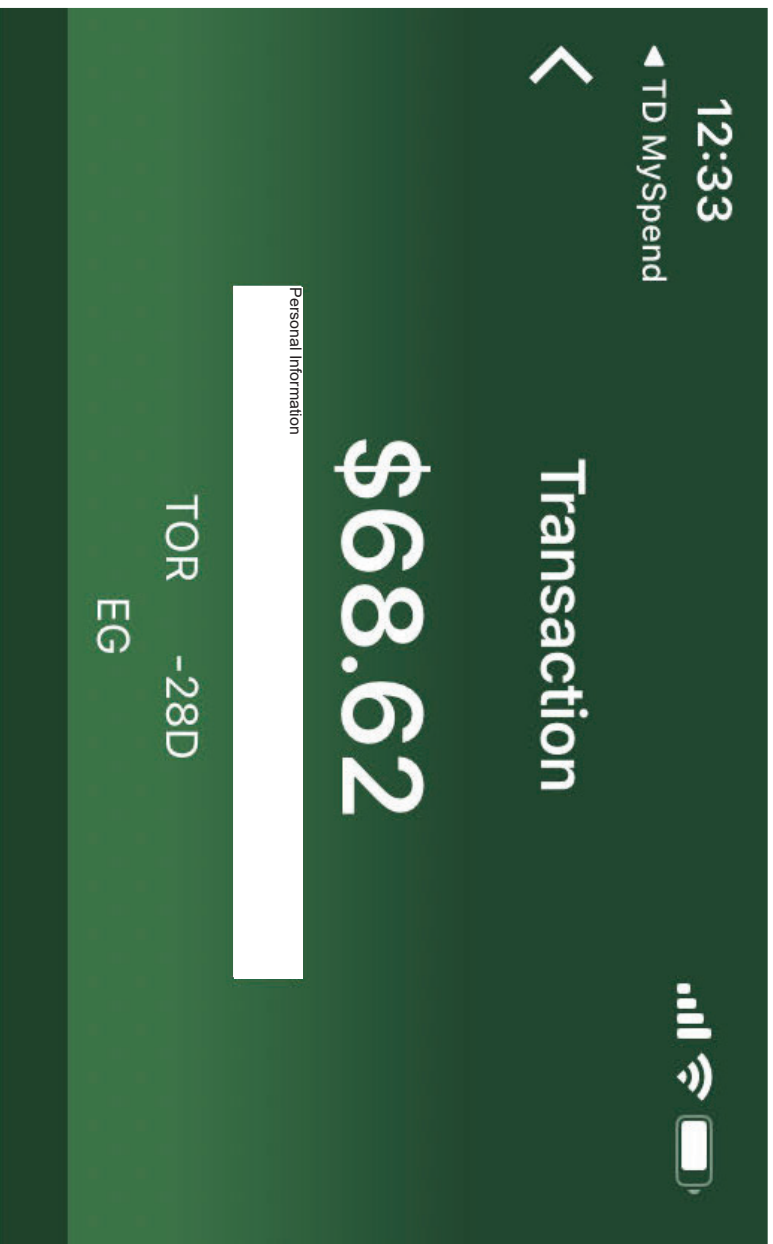 12:33
◀ TD MySpend
Transaction
$68.62
Personal Information
TOR -28D
EG